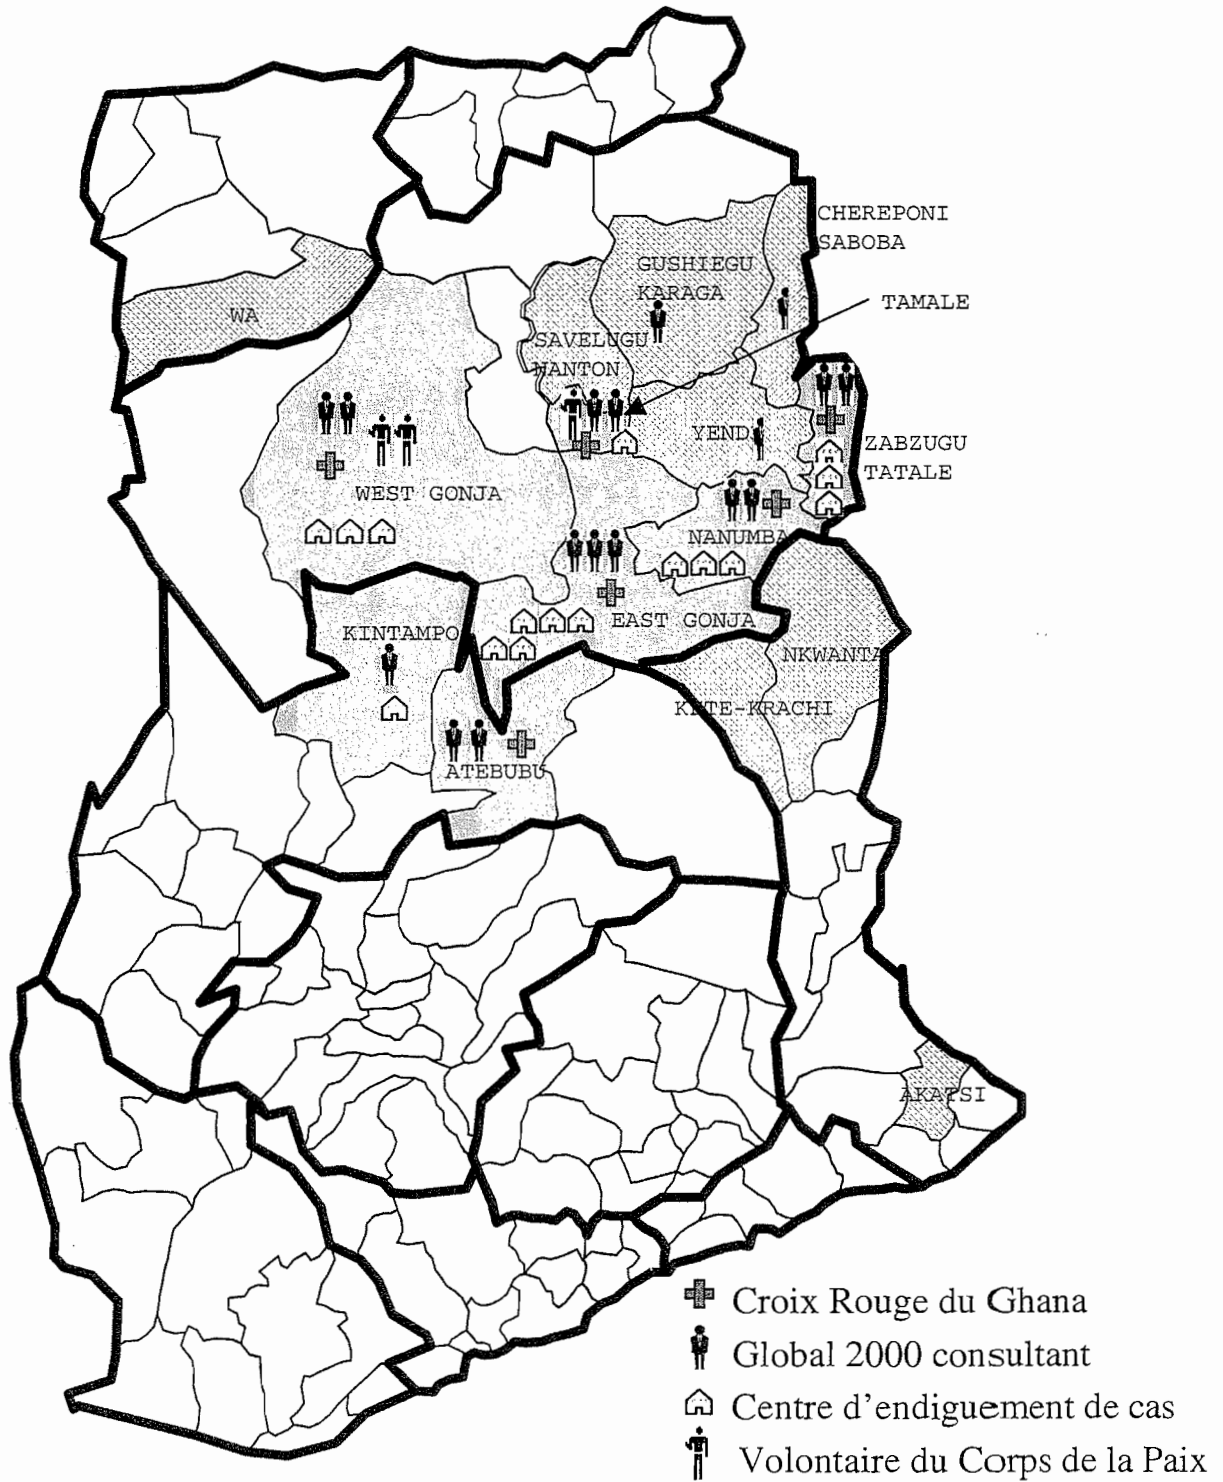 CHEREPONI
SABOBA
GUSHIEGU
KARAGA
TAMALE
WA
SAVELUGU
NANTON
YENDI
ZABZUGU
TATALE
WEST GONJA
NANUMBA
EAST GONJA
KINTAMPO
NKWANTA
KETE-KRACHI
ATEBUBU
AKATSI
Croix Rouge du Ghana
Global 2000 consultant
Centre d'endiguement de cas
Volontaire du Corps de la Paix